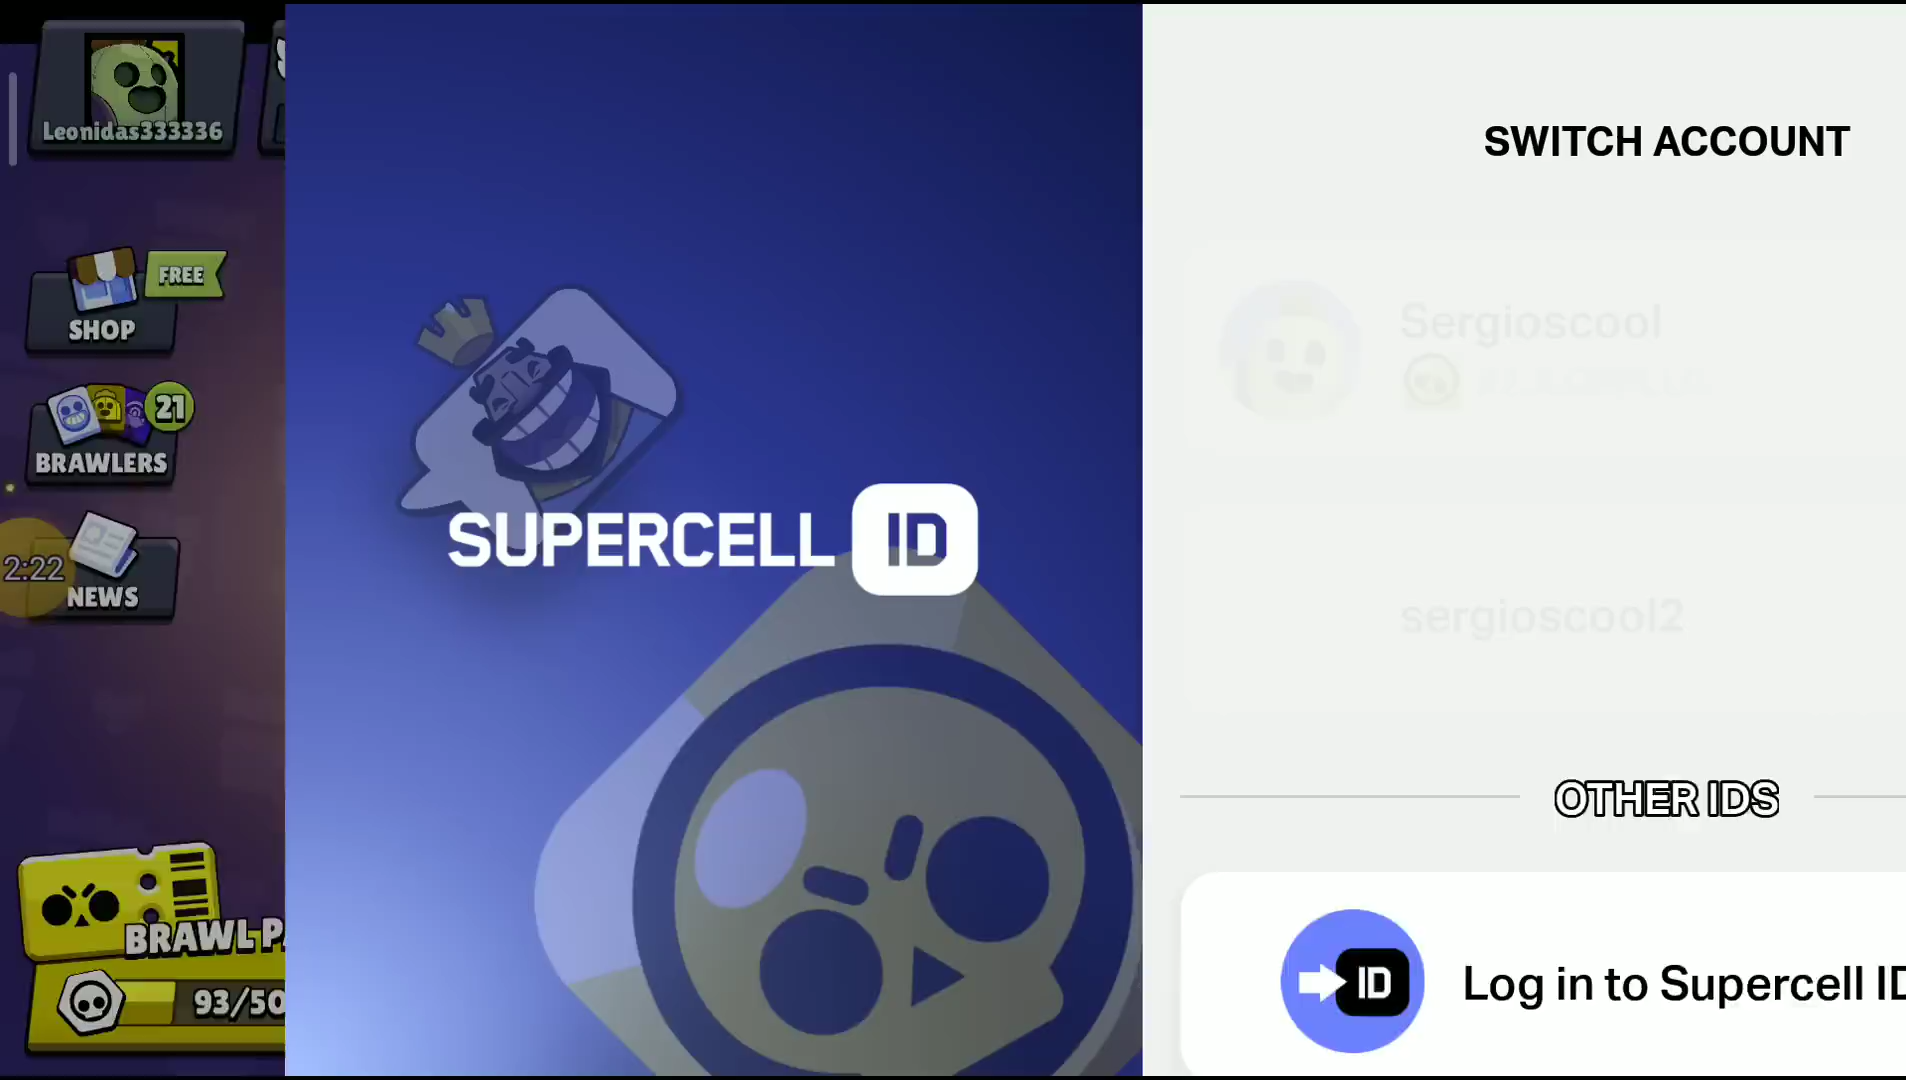 Leonidas333336
FREE
SHOP
21
BRAWLERS
2:22
NEWS
BRAWL PA
93/50
SUPERCELL ID
SWITCH ACCOUNT
Sergioscool
sergioscool2
OTHER IDS
ID
Log in to Supercell ID